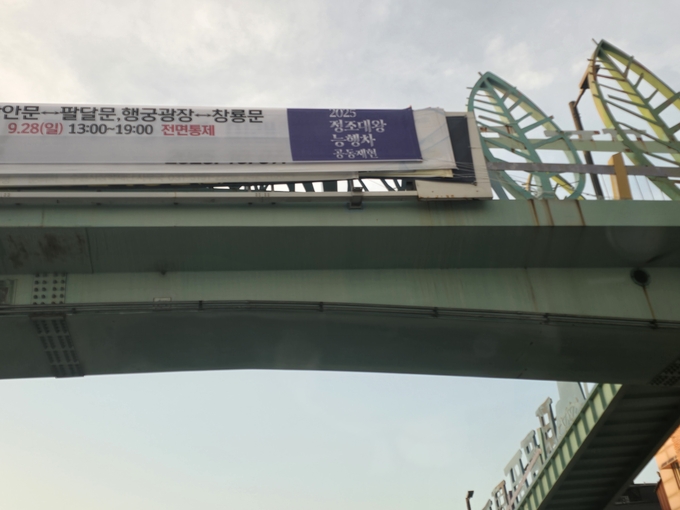 안문↔팔달문,행궁광장↔창룡문
9.28(일) 13:00~19:00 전면통제
2025
정조대왕
능행차
공동재현